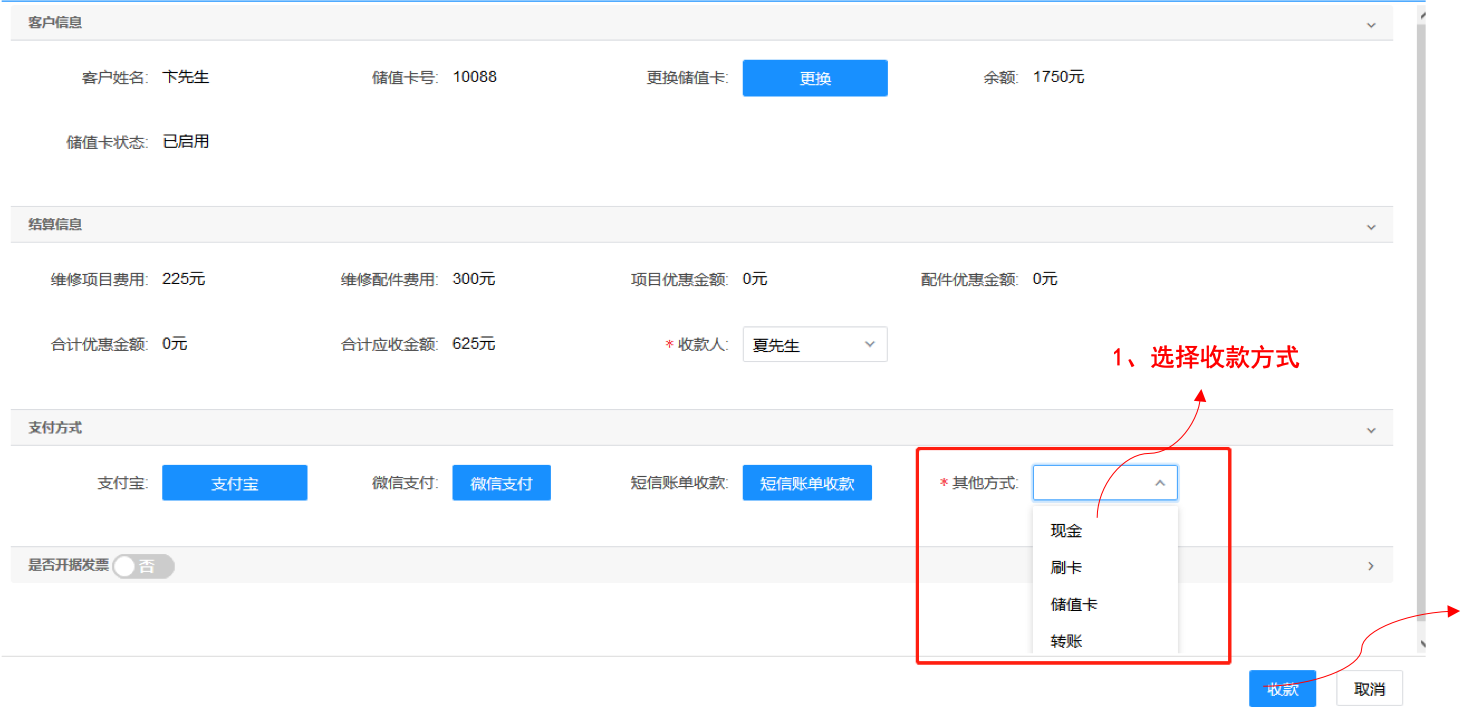 客户信息
客户姓名: 卞先生 储值卡号: 10088 更换储值卡: 更换 余额: 1750元
储值卡状态: 已启用
结算信息
维修项目费用: 225元 维修配件费用: 300元 项目优惠金额: 0元 配件优惠金额: 0元
合计优惠金额: 0元 合计应收金额: 625元 * 收款人: 夏先生
1、选择收款方式
支付方式
支付宝: 支付宝 微信支付: 微信支付 短信账单收款: 短信账单收款 * 其他方式:
现金
是否开据发票 否
刷卡
储值卡
转账
收款 取消